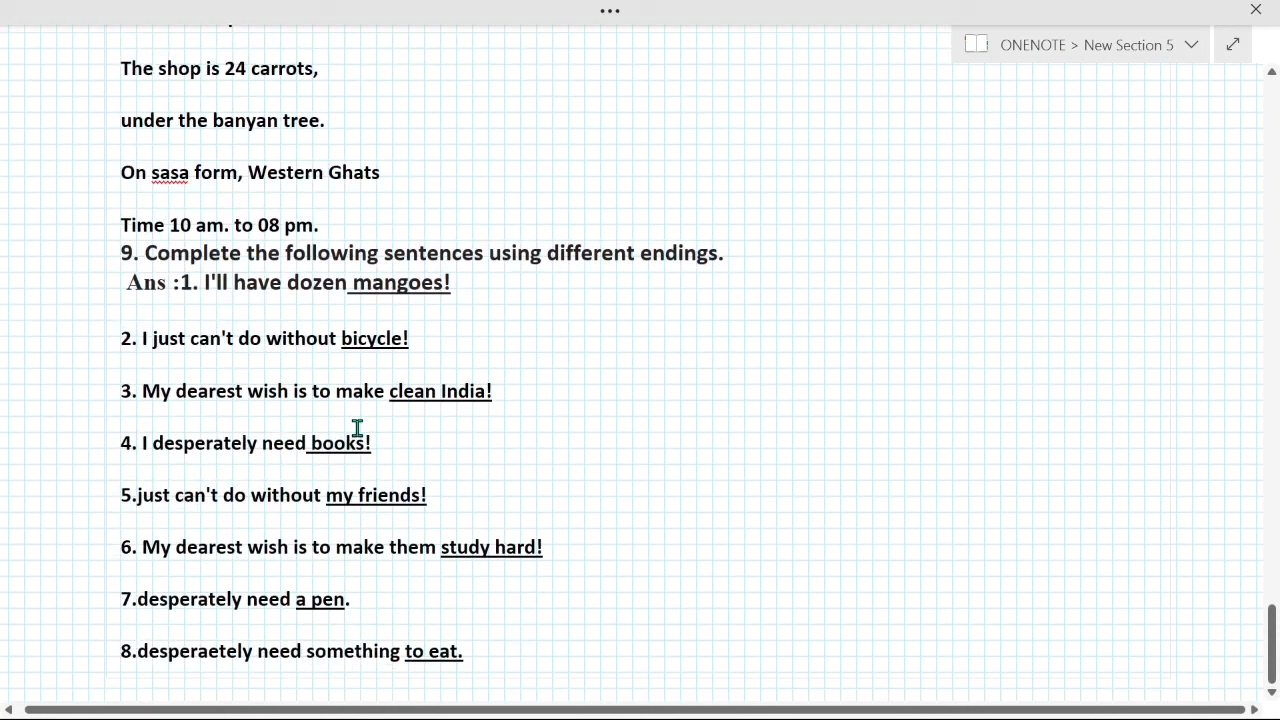 ONENOTE > New Section 5
The shop is 24 carrots,
under the banyan tree.
On sasa form, Western Ghats
Time 10 am. to 08 pm.
9. Complete the following sentences using different endings.
Ans :1. I'll have dozen mangoes!
2. I just can't do without bicycle!
3. My dearest wish is to make clean India!
4. I desperately need books!
5.just can't do without my friends!
6. My dearest wish is to make them study hard!
7.desperately need a pen.
8.desperaetely need something to eat.